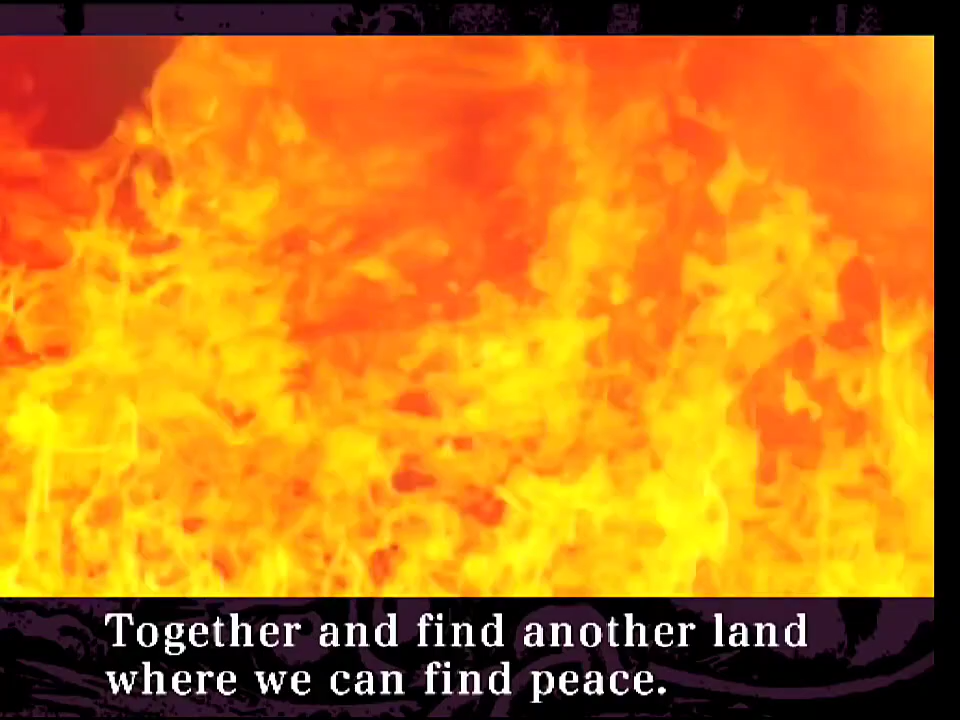 Together and find another land
where we can find peace.